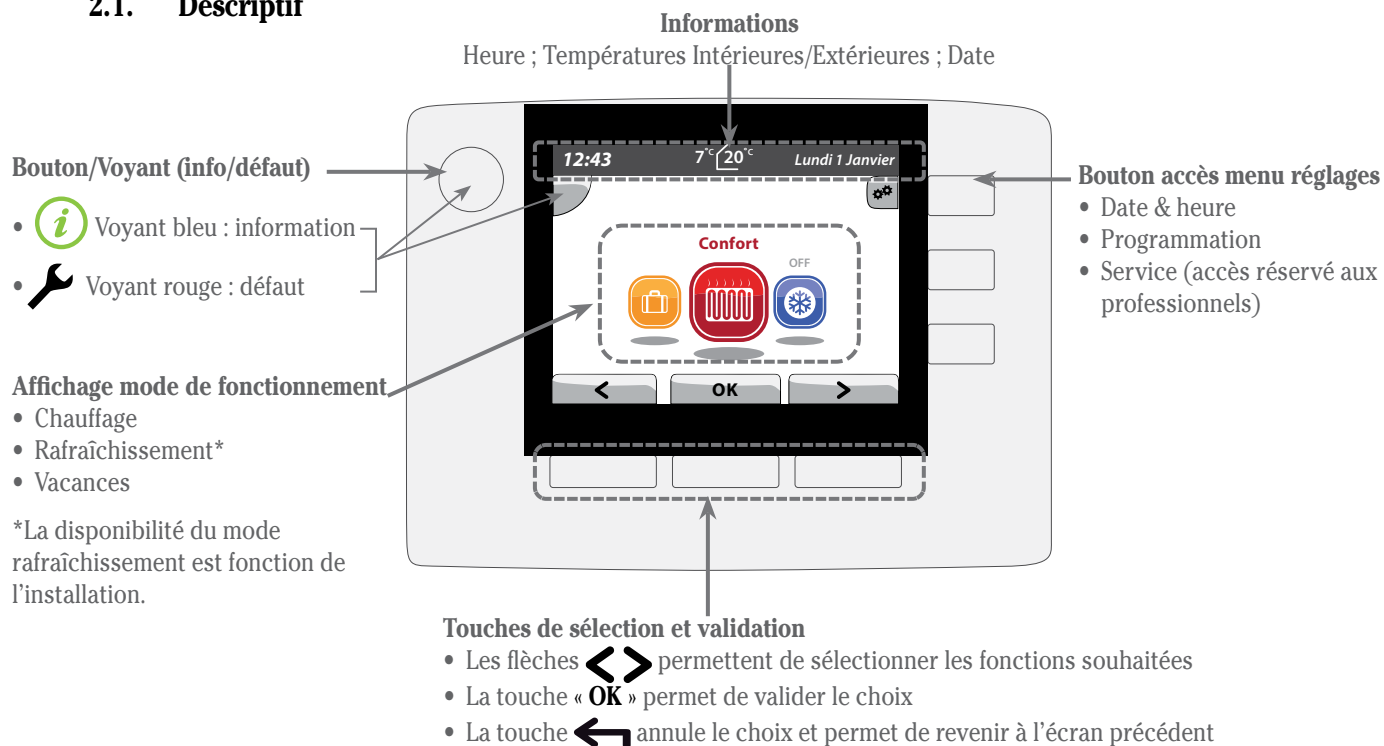 2.1. Descriptif
Informations
Heure ; Températures Intérieures/Extérieures ; Date
12:43
7°C 20°C
Lundi 1 Janvier
Bouton/Voyant (info/défaut)
• i Voyant bleu : information
• Voyant rouge : défaut
Confort
OFF
< OK >
Bouton accès menu réglages
• Date & heure
• Programmation
• Service (accès réservé aux
professionnels)
Affichage mode de fonctionnement
• Chauffage
• Rafraîchissement*
• Vacances
*La disponibilité du mode
rafraîchissement est fonction de
l'installation.
Touches de sélection et validation
• Les flèches < > permettent de sélectionner les fonctions souhaitées
• La touche « OK » permet de valider le choix
• La touche annule le choix et permet de revenir à l'écran précédent